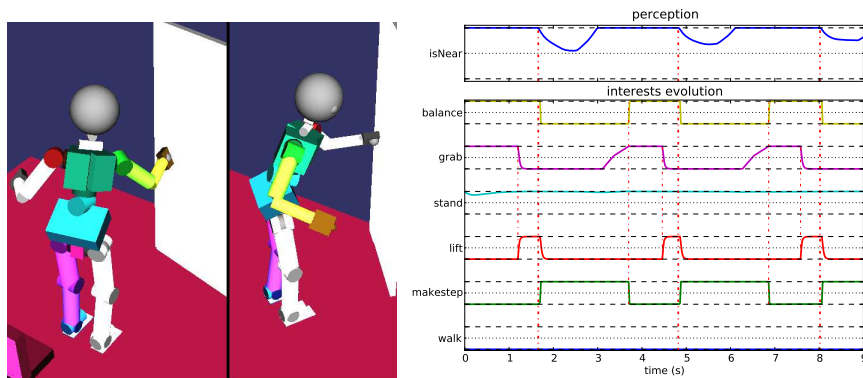 perception
isNear
interests evolution
balance
grab
stand
lift
makestep
walk
0 1 2 3 4 5 6 7 8 9
time (s)